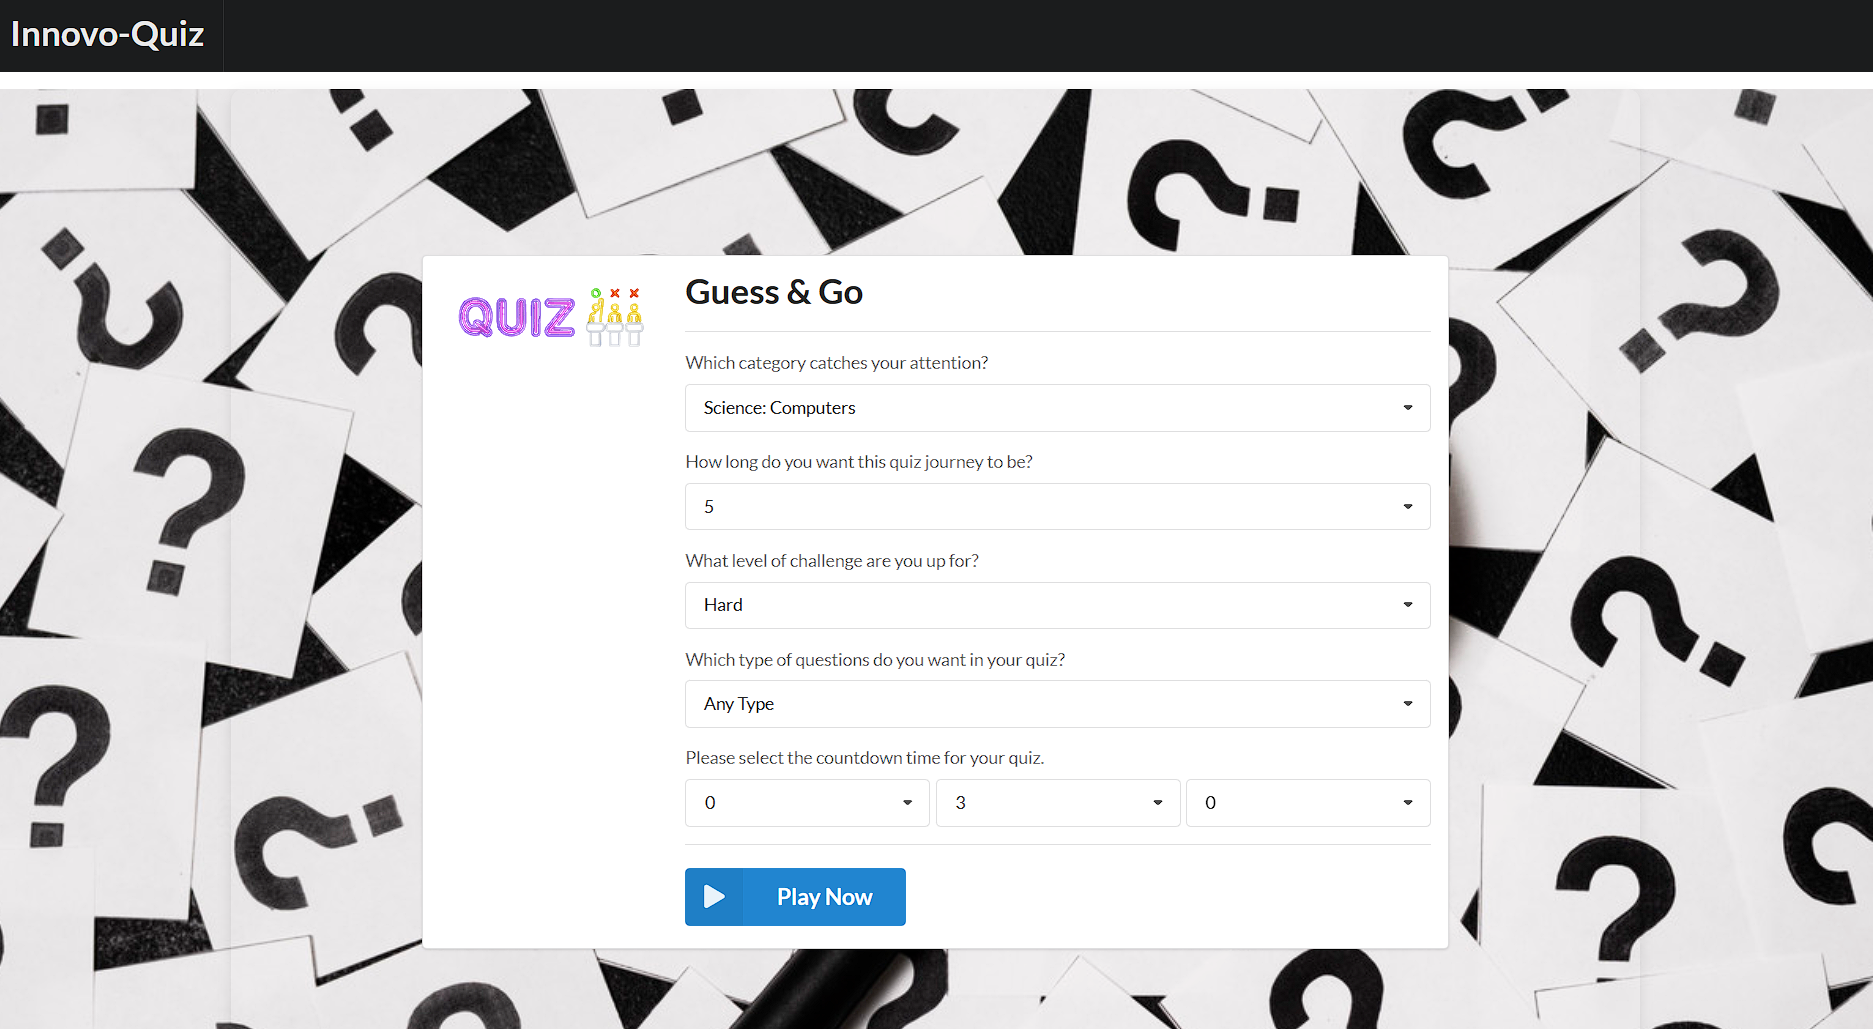 Innovo-Quiz
QUIZ
Guess & Go
Which category catches your attention?
Science: Computers
How long do you want this quiz journey to be?
5
What level of challenge are you up for?
Hard
Which type of questions do you want in your quiz?
Any Type
Please select the countdown time for your quiz.
0 3 0
Play Now